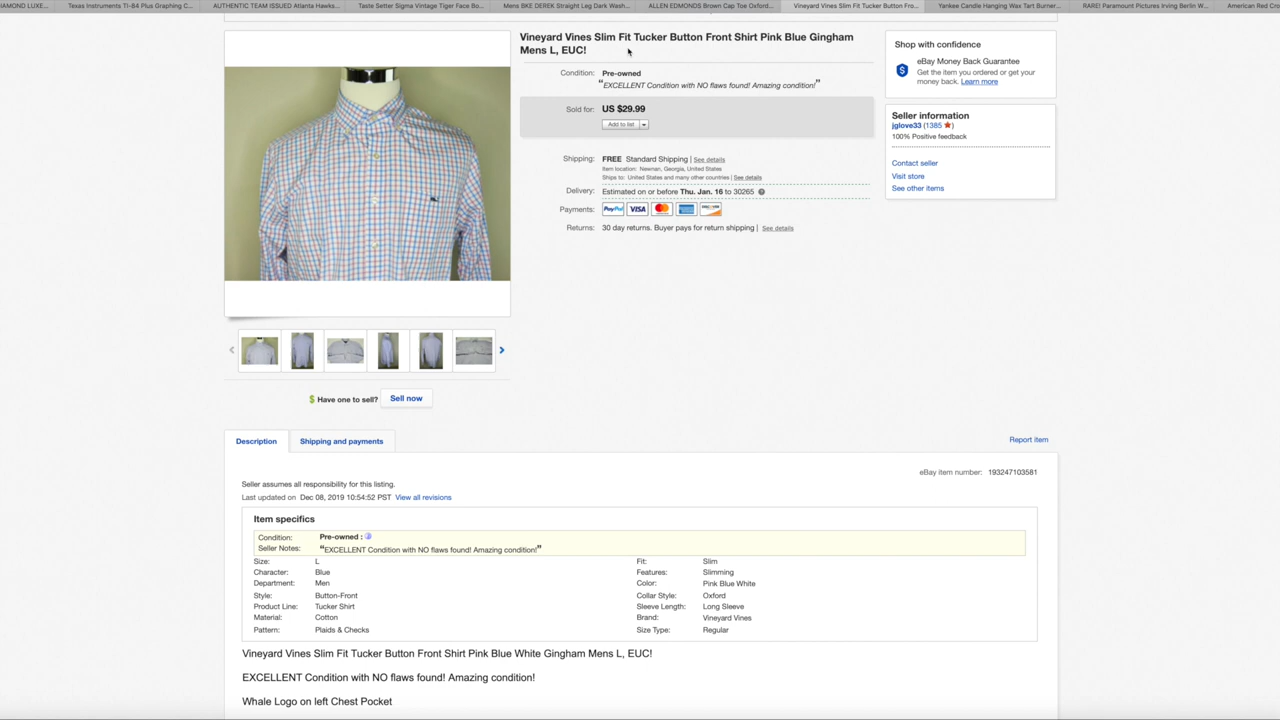 IAMOND LUXE...
Texas Instruments TI-84 Plus Graphing C...
AUTHENTIC TEAM ISSUED Atlanta Hawks...
Taste Setter Sigma Vintage Tiger Face Bo...
Mens BKE DEREK Straight Leg Dark Wash...
ALLEN EDMONDS Brown Cap Toe Oxford...
Vineyard Vines Slim Fit Tucker Button Fro...
Yankee Candle Hanging Wax Tart Burner...
RARE! Paramount Pictures Irving Berlin W...
American Red Cro
Vineyard Vines Slim Fit Tucker Button Front Shirt Pink Blue Gingham
Mens L, EUC!
Condition: Pre-owned
“EXCELLENT Condition with NO flaws found! Amazing condition!”
Sold for: US $29.99
Add to list
Shipping: FREE Standard Shipping | See details
Item location: Newnan, Georgia, United States
Ships to: United States and many other countries | See details
Delivery: Estimated on or before Thu. Jan. 16 to 30265
Payments: PayPal VISA
Returns: 30 day returns. Buyer pays for return shipping | See details
Shop with confidence
eBay Money Back Guarantee
Get the item you ordered or get your
money back. Learn more
Seller information
jglove33 (1385)
100% Positive feedback
Contact seller
Visit store
See other items
$ Have one to sell? Sell now
Description
Shipping and payments
Report item
eBay item number: 193247103581
Seller assumes all responsibility for this listing.
Last updated on Dec 08, 2019 10:54:52 PST View all revisions
Item specifics
Condition: Pre-owned :
Seller Notes: “EXCELLENT Condition with NO flaws found! Amazing condition!”
Size: L Fit: Slim
Character: Blue Features: Slimming
Department: Men Color: Pink Blue White
Style: Button-Front Collar Style: Oxford
Product Line: Tucker Shirt Sleeve Length: Long Sleeve
Material: Cotton Brand: Vineyard Vines
Pattern: Plaids & Checks Size Type: Regular
Vineyard Vines Slim Fit Tucker Button Front Shirt Pink Blue White Gingham Mens L, EUC!
EXCELLENT Condition with NO flaws found! Amazing condition!
Whale Logo on left Chest Pocket